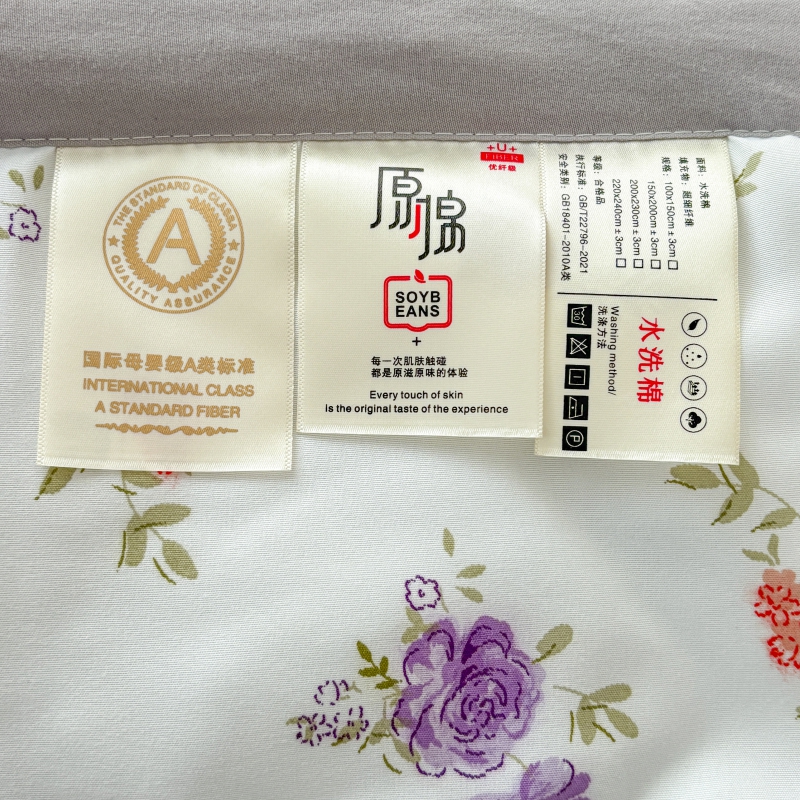 THE STANDARD OF CLASSA
A
QUALITY ASSURANCE
国际母婴级A类标准
INTERNATIONAL CLASS
A STANDARD FIBER
+U+
FIBER
优纤级
原棉
SOYB
EANS
+
每一次肌肤触碰
都是原滋原味的体验
Every touch of skin
is the original taste of the experience
面料：水洗棉
填充物：超细纤维
规格：100x150cm±3cm
150x200cm±3cm
200x230cm±3cm
220x240cm±3cm
等级：合格品
执行标准：GB/T22796-2021
安全类别：GB18401-2010/A类
水洗棉
Washing method/
洗涤方法
30
P